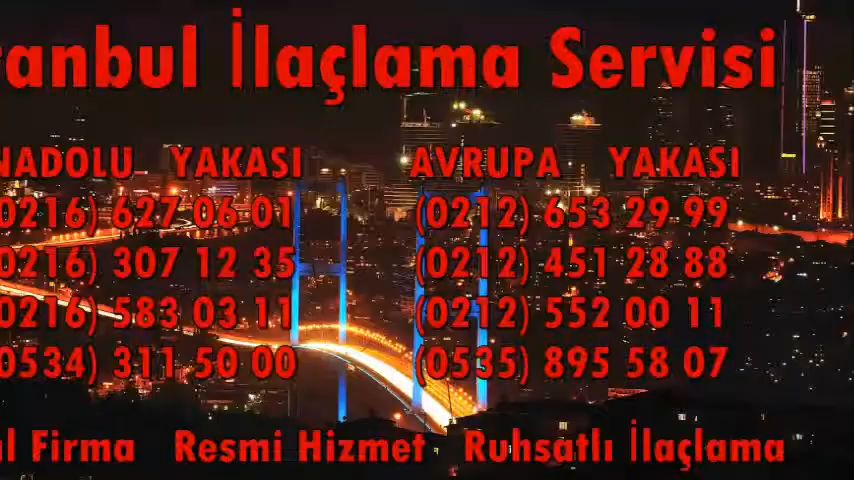 tanbul İlaçlama Servisi
NADOLU YAKASI AVRUPA YAKASI
0216) 627 06 01 (0212) 653 29 99
0216) 307 12 35 (0212) 451 28 88
0216) 583 03 11 (0212) 552 00 11
0534) 311 50 00 (0535) 895 58 07
l Firma Resmi Hizmet Ruhsatlı İlaçlama